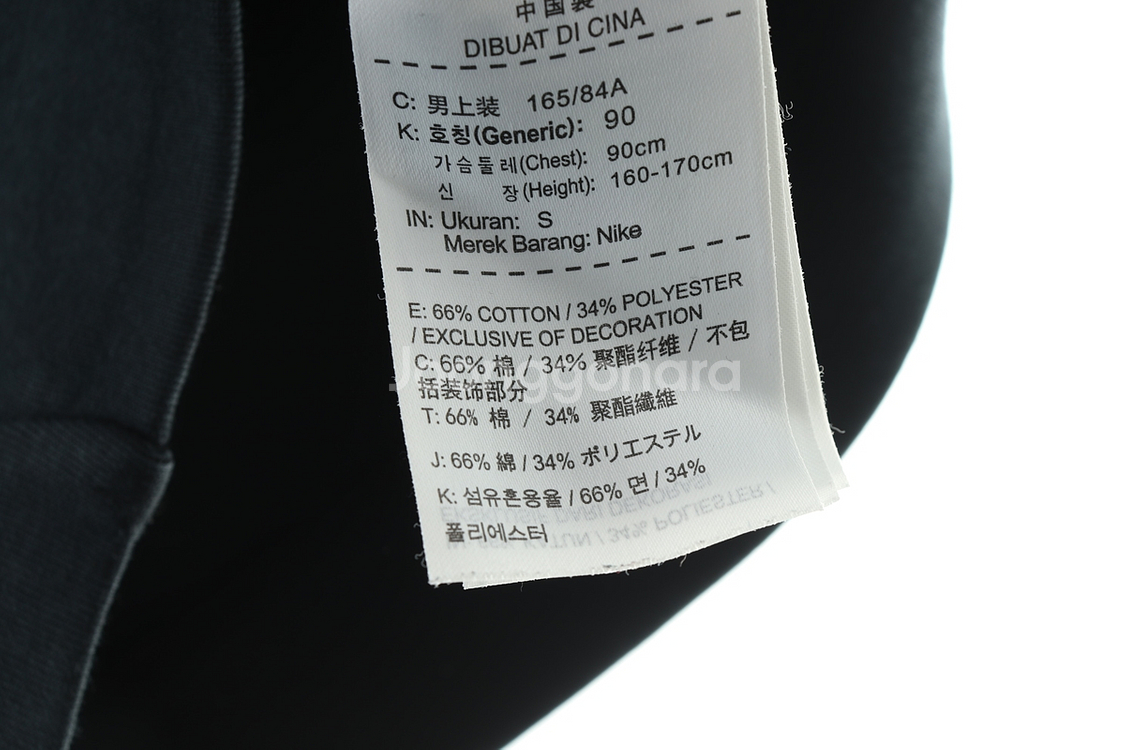 中国製
DIBUAT DI CINA
C: 男上装 165/84A
K: 호칭(Generic): 90
가슴둘레(Chest): 90cm
신 장(Height): 160-170cm
IN: Ukuran: S
Merek Barang: Nike
E: 66% COTTON / 34% POLYESTER
/ EXCLUSIVE OF DECORATION
C: 66% 棉 / 34% 聚酯纤维 / 不包
括装饰部分
T: 66% 棉 / 34% 聚酯纖維
J: 66% 綿 / 34% ポリエステル
K: 섬유혼용율 / 66% 면 / 34%
폴리에스터
Joonggonara